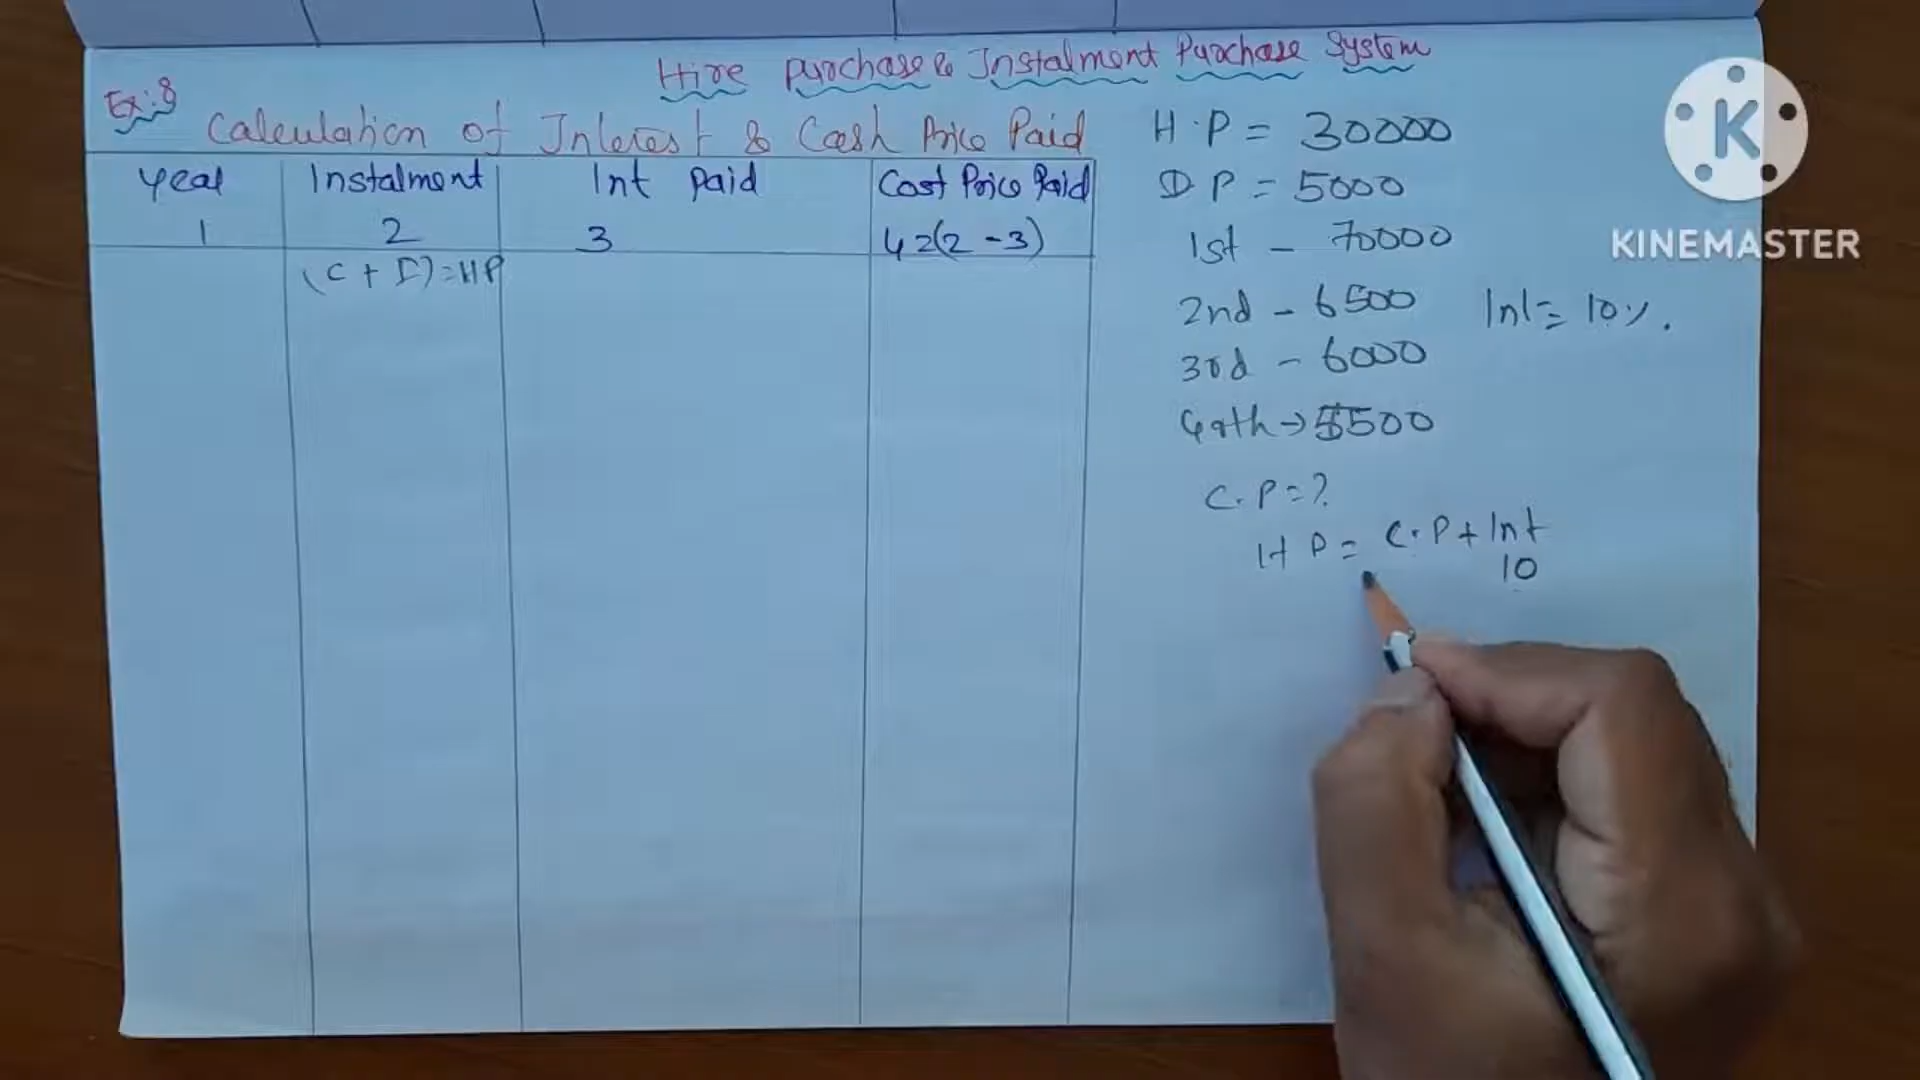 Hire purchase & Instalment Purchase System
Ex:8
Calculation of Interest & Cash Price Paid
Year Instalment Int paid Cost Price Paid
1 2 3 4=(2-3)
(C + I) = HP
H.P = 30000
D P = 5000
1st - 70000
2nd - 6500 Int = 10%.
3rd - 6000
4rth → 5500
C.P = ?
H P = C.P + Int
10
K
KINEMASTER